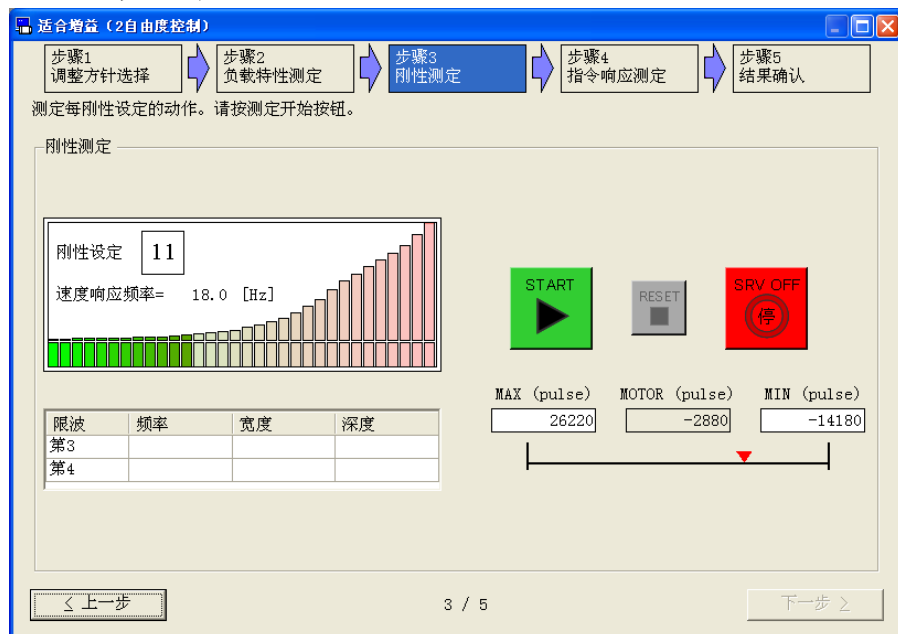 适合增益（2自由度控制）
步骤1
调整方针选择
步骤2
负载特性测定
步骤3
刚性测定
步骤4
指令响应测定
步骤5
结果确认
测定每刚性设定的动作。请按测定开始按钮。
刚性测定
刚性设定 11
速度响应频率= 18.0 [Hz]
START
RESET
SRV OFF
停
MAX (pulse) MOTOR (pulse) MIN (pulse)
26220 -2880 -14180
限波 频率 宽度 深度
第3
第4
< 上一步
3 / 5
下一步 >